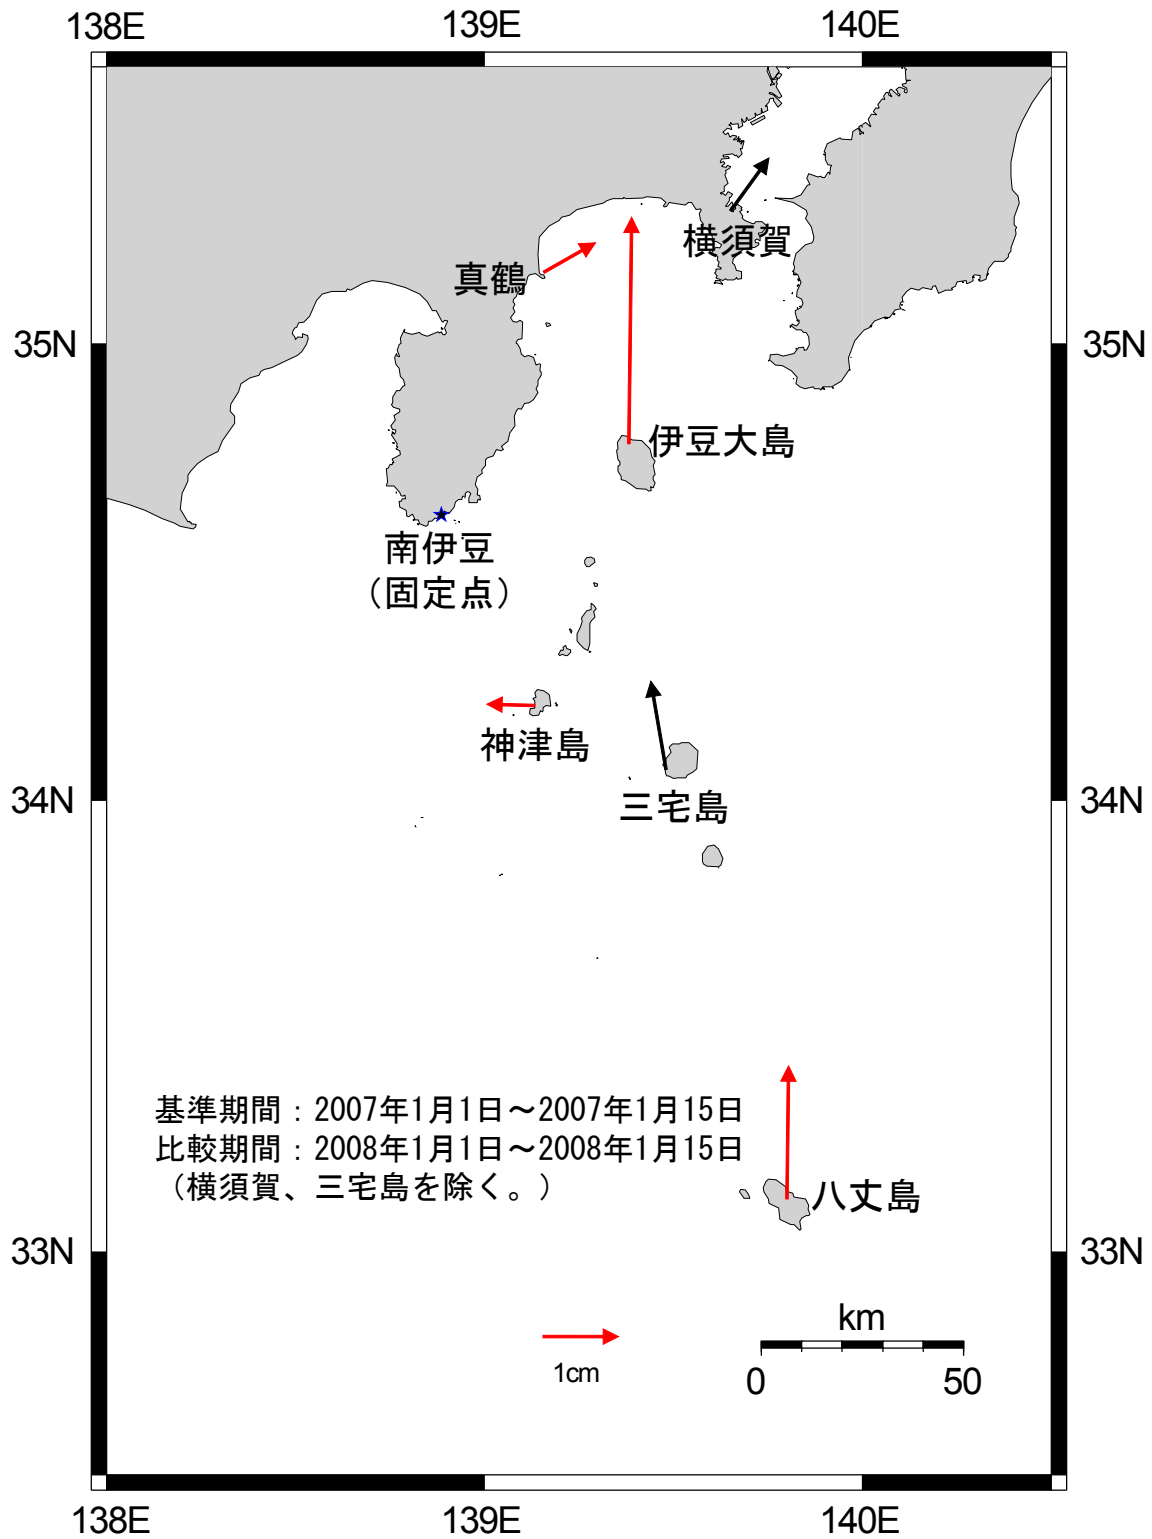 138E
139E
140E
横須賀
真鶴
35N
35N
伊豆大島
南伊豆
（固定点）
神津島
34N
34N
三宅島
基準期間：2007年1月1日～2007年1月15日
比較期間：2008年1月1日～2008年1月15日
（横須賀、三宅島を除く。）
八丈島
33N
33N
km
1cm
0
50
138E
139E
140E